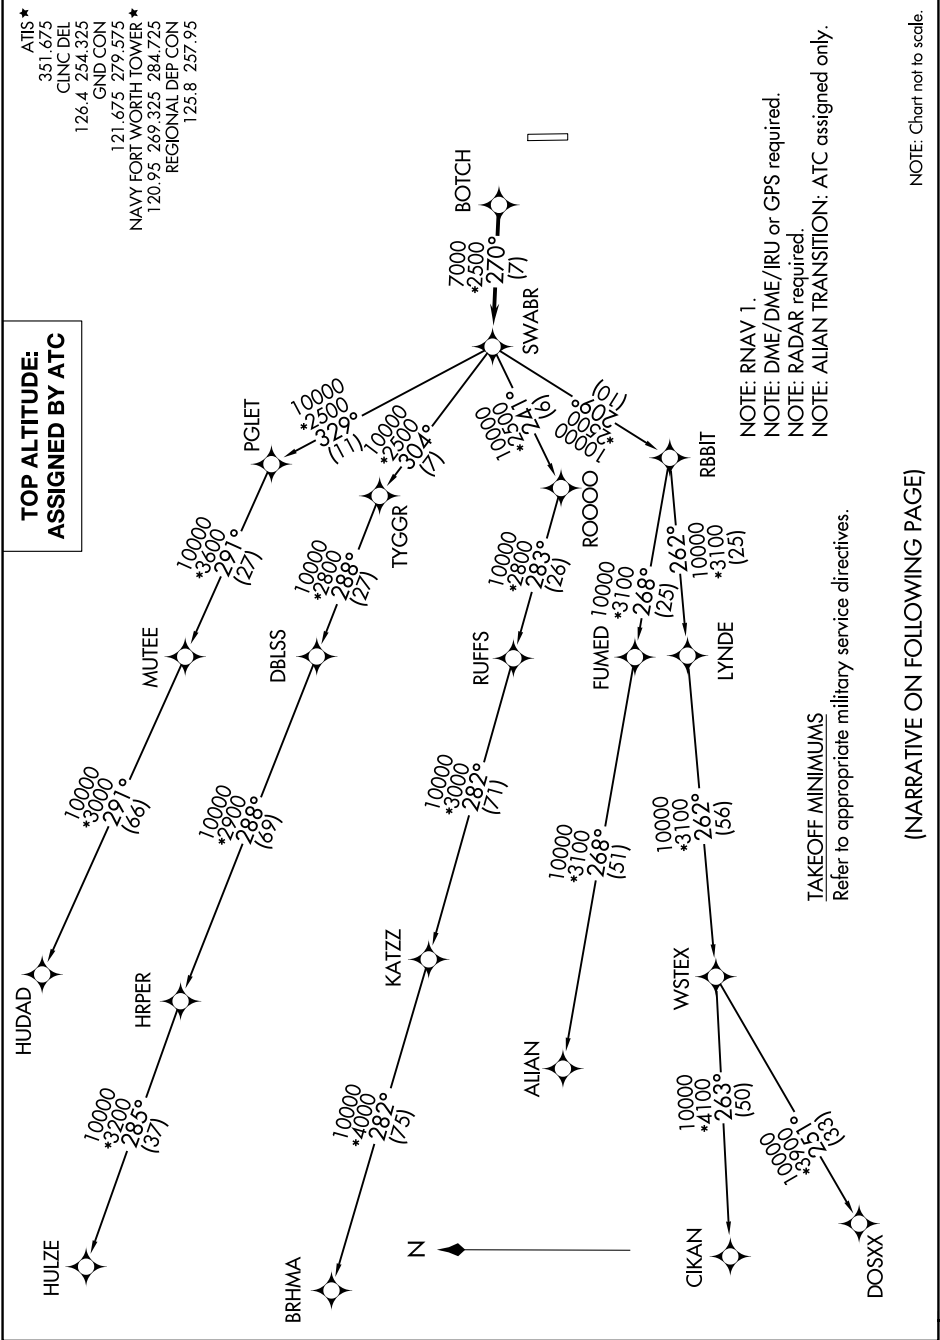 TOP ALTITUDE:
ASSIGNED BY ATC
ATIS ★
351.675
CLNC DEL
126.4 254.325
GND CON
121.675 279.575
NAVY FORT WORTH TOWER ★
120.95 269.325 284.725
REGIONAL DEP CON
125.8 257.95
BOTCH
7000
*2500
270°
(7)
SWABR
10000
*2500
329°
(11)
PGLET
10000
*3600
291°
(27)
MUTEE
10000
*3000
291°
(66)
HUDAD
10000
*2500
304°
(7)
TYGGR
10000
*2800
288°
(27)
DBLSS
10000
*2900
288°
(69)
HRPER
10000
*3200
285°
(37)
HULZE
10000
*2500
241°
(6)
ROOOO
10000
*2800
283°
(26)
RUFFS
10000
*3000
282°
(71)
KATZZ
10000
*4000
282°
(75)
BRHMA
10000
*2500
209°
(10)
RBBIT
10000
*3100
268°
(25)
FUMED
10000
*3100
268°
(51)
ALIAN
262°
10000
*3100
(25)
LYNDE
10000
*3100
262°
(56)
WSTEX
10000
*4100
263°
(50)
CIKAN
10000
*3900
251°
(33)
DOSXX
N
NOTE: RNAV 1.
NOTE: DME/DME/IRU or GPS required.
NOTE: RADAR required.
NOTE: ALIAN TRANSITION: ATC assigned only.
TAKEOFF MINIMUMS
Refer to appropriate military service directives.
(NARRATIVE ON FOLLOWING PAGE)
NOTE: Chart not to scale.